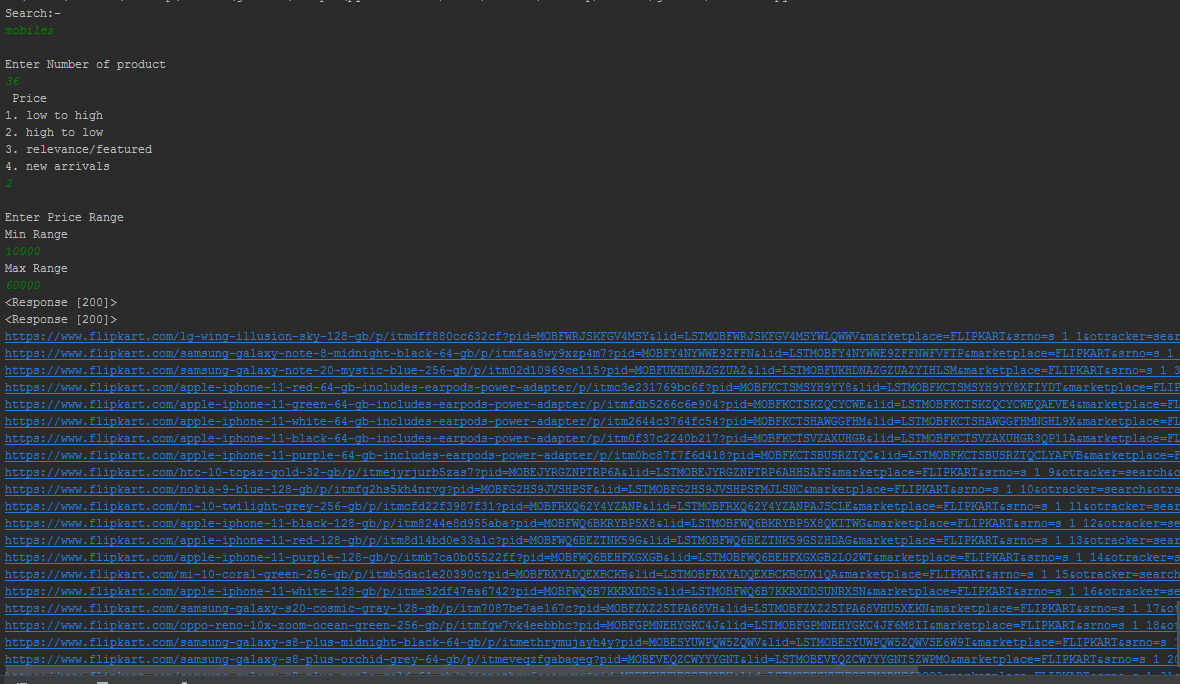 Search:-
mobiles
Enter Number of product
36
Price
1. low to high
2. high to low
3. relevance/featured
4. new arrivals
2
Enter Price Range
Min Range
10000
Max Range
60000
<Response [200]>
<Response [200]>
https://www.flipkart.com/lg-wing-illusion-sky-128-gb/p/itmdff880cc632cf?pid=MOBFWRJSKFGV4MSY&lid=LSTMOBFWRJSKFGV4MSYWLQWWV&marketplace=FLIPKART&srno=s_1_1&otracker=sear
https://www.flipkart.com/samsung-galaxy-note-8-midnight-black-64-gb/p/itmfaa8wy9xzp4m7?pid=MOBFY4NYWWE9ZFFN&lid=LSTMOBFY4NYWWE9ZFFNWFVFTP&marketplace=FLIPKART&srno=s_1_
https://www.flipkart.com/samsung-galaxy-note-20-mystic-blue-256-gb/p/itm02d10969ce115?pid=MOBFUKHDNAZGZUAZ&lid=LSTMOBFUKHDNAZGZUAZYIHLSM&marketplace=FLIPKART&srno=s_1_3
https://www.flipkart.com/apple-iphone-11-red-64-gb-includes-earpods-power-adapter/p/itmc3e231769bc6f?pid=MOBFKCTSMSYH9YY8&lid=LSTMOBFKCTSMSYH9YY8XFIYDT&marketplace=FLIP
https://www.flipkart.com/apple-iphone-11-green-64-gb-includes-earpods-power-adapter/p/itmfdb5266c6e904?pid=MOBFKCTSKZQCYCWE&lid=LSTMOBFKCTSKZQCYCWEQAEVE4&marketplace=FL
https://www.flipkart.com/apple-iphone-11-white-64-gb-includes-earpods-power-adapter/p/itm2644c3764fc54?pid=MOBFKCTSHAWGGFHM&lid=LSTMOBFKCTSHAWGGFHMNGHL9X&marketplace=FL
https://www.flipkart.com/apple-iphone-11-black-64-gb-includes-earpods-power-adapter/p/itm0f37c2240b217?pid=MOBFKCTSVZAXUHGR&lid=LSTMOBFKCTSVZAXUHGR3QP11A&marketplace=FL
https://www.flipkart.com/apple-iphone-11-purple-64-gb-includes-earpods-power-adapter/p/itm0bc87f7f6d418?pid=MOBFKCTSBUSRZTQC&lid=LSTMOBFKCTSBUSRZTQCLYAPVB&marketplace=F
https://www.flipkart.com/htc-10-topaz-gold-32-gb/p/itmejyrjurb5zas7?pid=MOBEJYRGZNPTRP6A&lid=LSTMOBEJYRGZNPTRP6AHHSAFS&marketplace=FLIPKART&srno=s_1_9&otracker=search&o
https://www.flipkart.com/nokia-9-blue-128-gb/p/itmfg2hs5kh4nrvg?pid=MOBFG2HS9JVSHPSF&lid=LSTMOBFG2HS9JVSHPSFMJLSNC&marketplace=FLIPKART&srno=s_1_10&otracker=search&otra
https://www.flipkart.com/mi-10-twilight-grey-256-gb/p/itmcfd22f3987f31?pid=MOBFRXQ62Y4YZANP&lid=LSTMOBFRXQ62Y4YZANPAJSCLE&marketplace=FLIPKART&srno=s_1_11&otracker=sear
https://www.flipkart.com/apple-iphone-11-black-128-gb/p/itm8244e8d955aba?pid=MOBFWQ6BKRYBP5X8&lid=LSTMOBFWQ6BKRYBP5X8QKITWG&marketplace=FLIPKART&srno=s_1_12&otracker=se
https://www.flipkart.com/apple-iphone-11-red-128-gb/p/itm8d14bd0e33a1c?pid=MOBFWQ6BEZTNK59G&lid=LSTMOBFWQ6BEZTNK59GSZHDAG&marketplace=FLIPKART&srno=s_1_13&otracker=sear
https://www.flipkart.com/apple-iphone-11-purple-128-gb/p/itmb7ca0b05522ff?pid=MOBFWQ6BEHFXGXGB&lid=LSTMOBFWQ6BEHFXGXGB2LO2WT&marketplace=FLIPKART&srno=s_1_14&otracker=s
https://www.flipkart.com/mi-10-coral-green-256-gb/p/itmb5dac1e20390c?pid=MOBFRXYADQEXBCKB&lid=LSTMOBFRXYADQEXBCKBGDX1QA&marketplace=FLIPKART&srno=s_1_15&otracker=search
https://www.flipkart.com/apple-iphone-11-white-128-gb/p/itme32df47ea6742?pid=MOBFWQ6B7KKRXDDS&lid=LSTMOBFWQ6B7KKRXDDSUNRXSN&marketplace=FLIPKART&srno=s_1_16&otracker=se
https://www.flipkart.com/samsung-galaxy-s20-cosmic-gray-128-gb/p/itm7087be7ae167c?pid=MOBFZXZ25TPA68VH&lid=LSTMOBFZXZ25TPA68VHU5XEKN&marketplace=FLIPKART&srno=s_1_17&ot
https://www.flipkart.com/oppo-reno-10x-zoom-ocean-green-256-gb/p/itmfgw7vk4eebbhc?pid=MOBFGPMNEHYGKC4J&lid=LSTMOBFGPMNEHYGKC4JF6M8II&marketplace=FLIPKART&srno=s_1_18&ot
https://www.flipkart.com/samsung-galaxy-s8-plus-midnight-black-64-gb/p/itmethrymujayh4y?pid=MOBESYUWPQW5ZQWV&lid=LSTMOBESYUWPQW5ZQWVSE6W9I&marketplace=FLIPKART&srno=s_1
https://www.flipkart.com/samsung-galaxy-s8-plus-orchid-grey-64-gb/p/itmeveqzfgabaqeg?pid=MOBEVEQZCWYYYGNT&lid=LSTMOBEVEQZCWYYYGNT5ZWPMO&marketplace=FLIPKART&srno=s_1_20